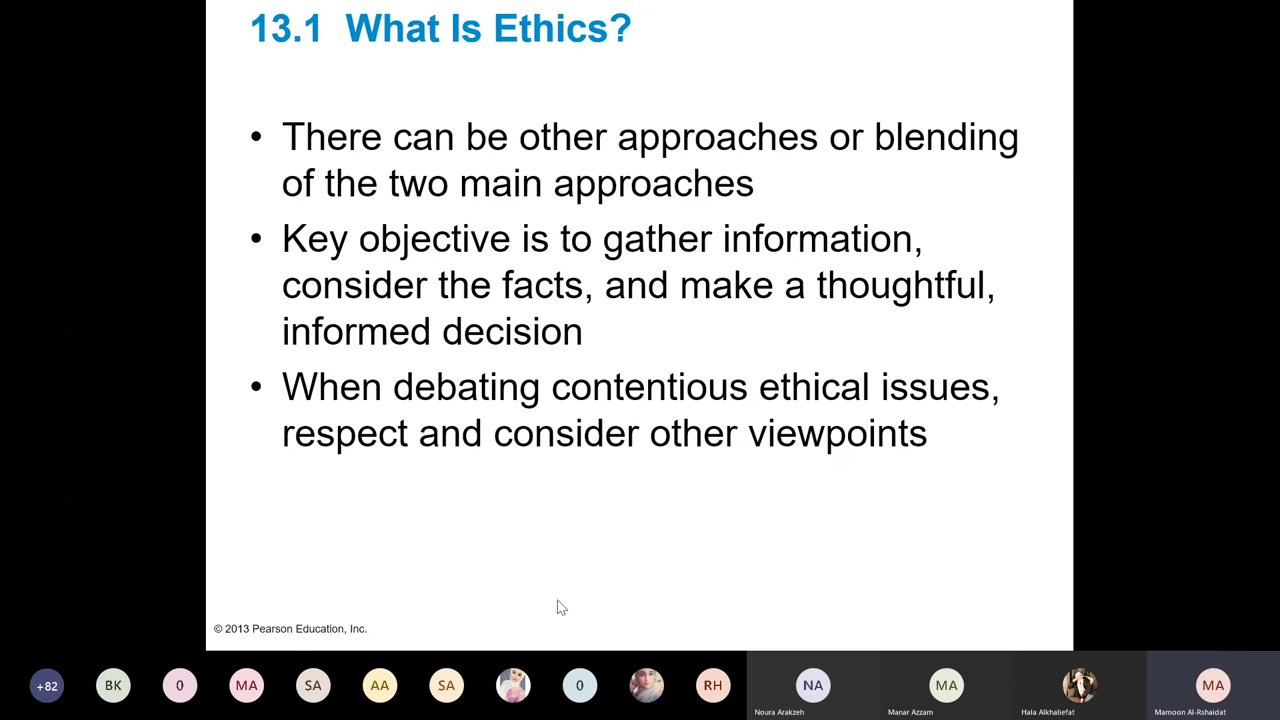 13.1 What Is Ethics?
• There can be other approaches or blending
of the two main approaches
• Key objective is to gather information,
consider the facts, and make a thoughtful,
informed decision
• When debating contentious ethical issues,
respect and consider other viewpoints
© 2013 Pearson Education, Inc.
+82 BK 0 MA SA AA SA 0 RH NA MA MA
Noura Arakzeh Manar Azzam Hala Alkhaliefat Mamoon Al-Rshaidat